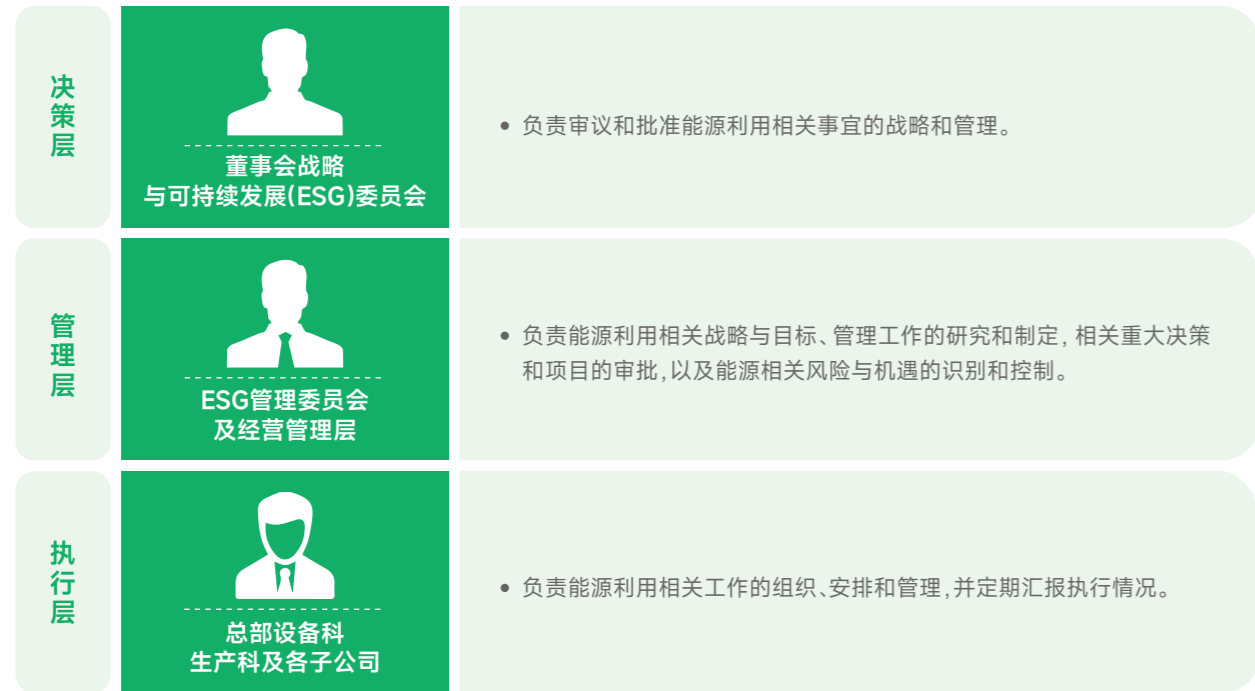 决策层
董事会战略
与可持续发展(ESG)委员会
• 负责审议和批准能源利用相关事宜的战略和管理。
管理层
ESG管理委员会
及经营管理层
• 负责能源利用相关战略与目标、管理工作的研究和制定，相关重大决策
和项目的审批，以及能源相关风险与机遇的识别和控制。
执行层
总部设备科
生产科及各子公司
• 负责能源利用相关工作的组织、安排和管理，并定期汇报执行情况。